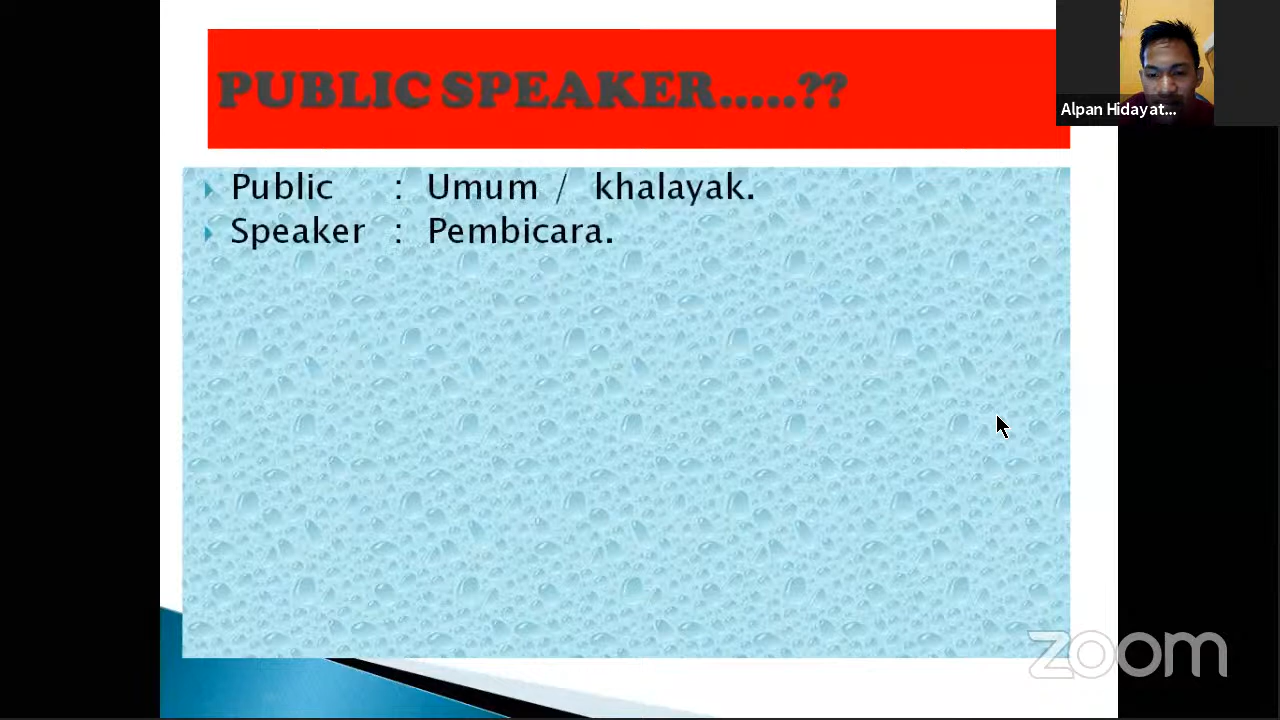 PUBLIC SPEAKER.....??
Alpan Hidayat...
Public : Umum / khalayak.
Speaker : Pembicara.
zoom